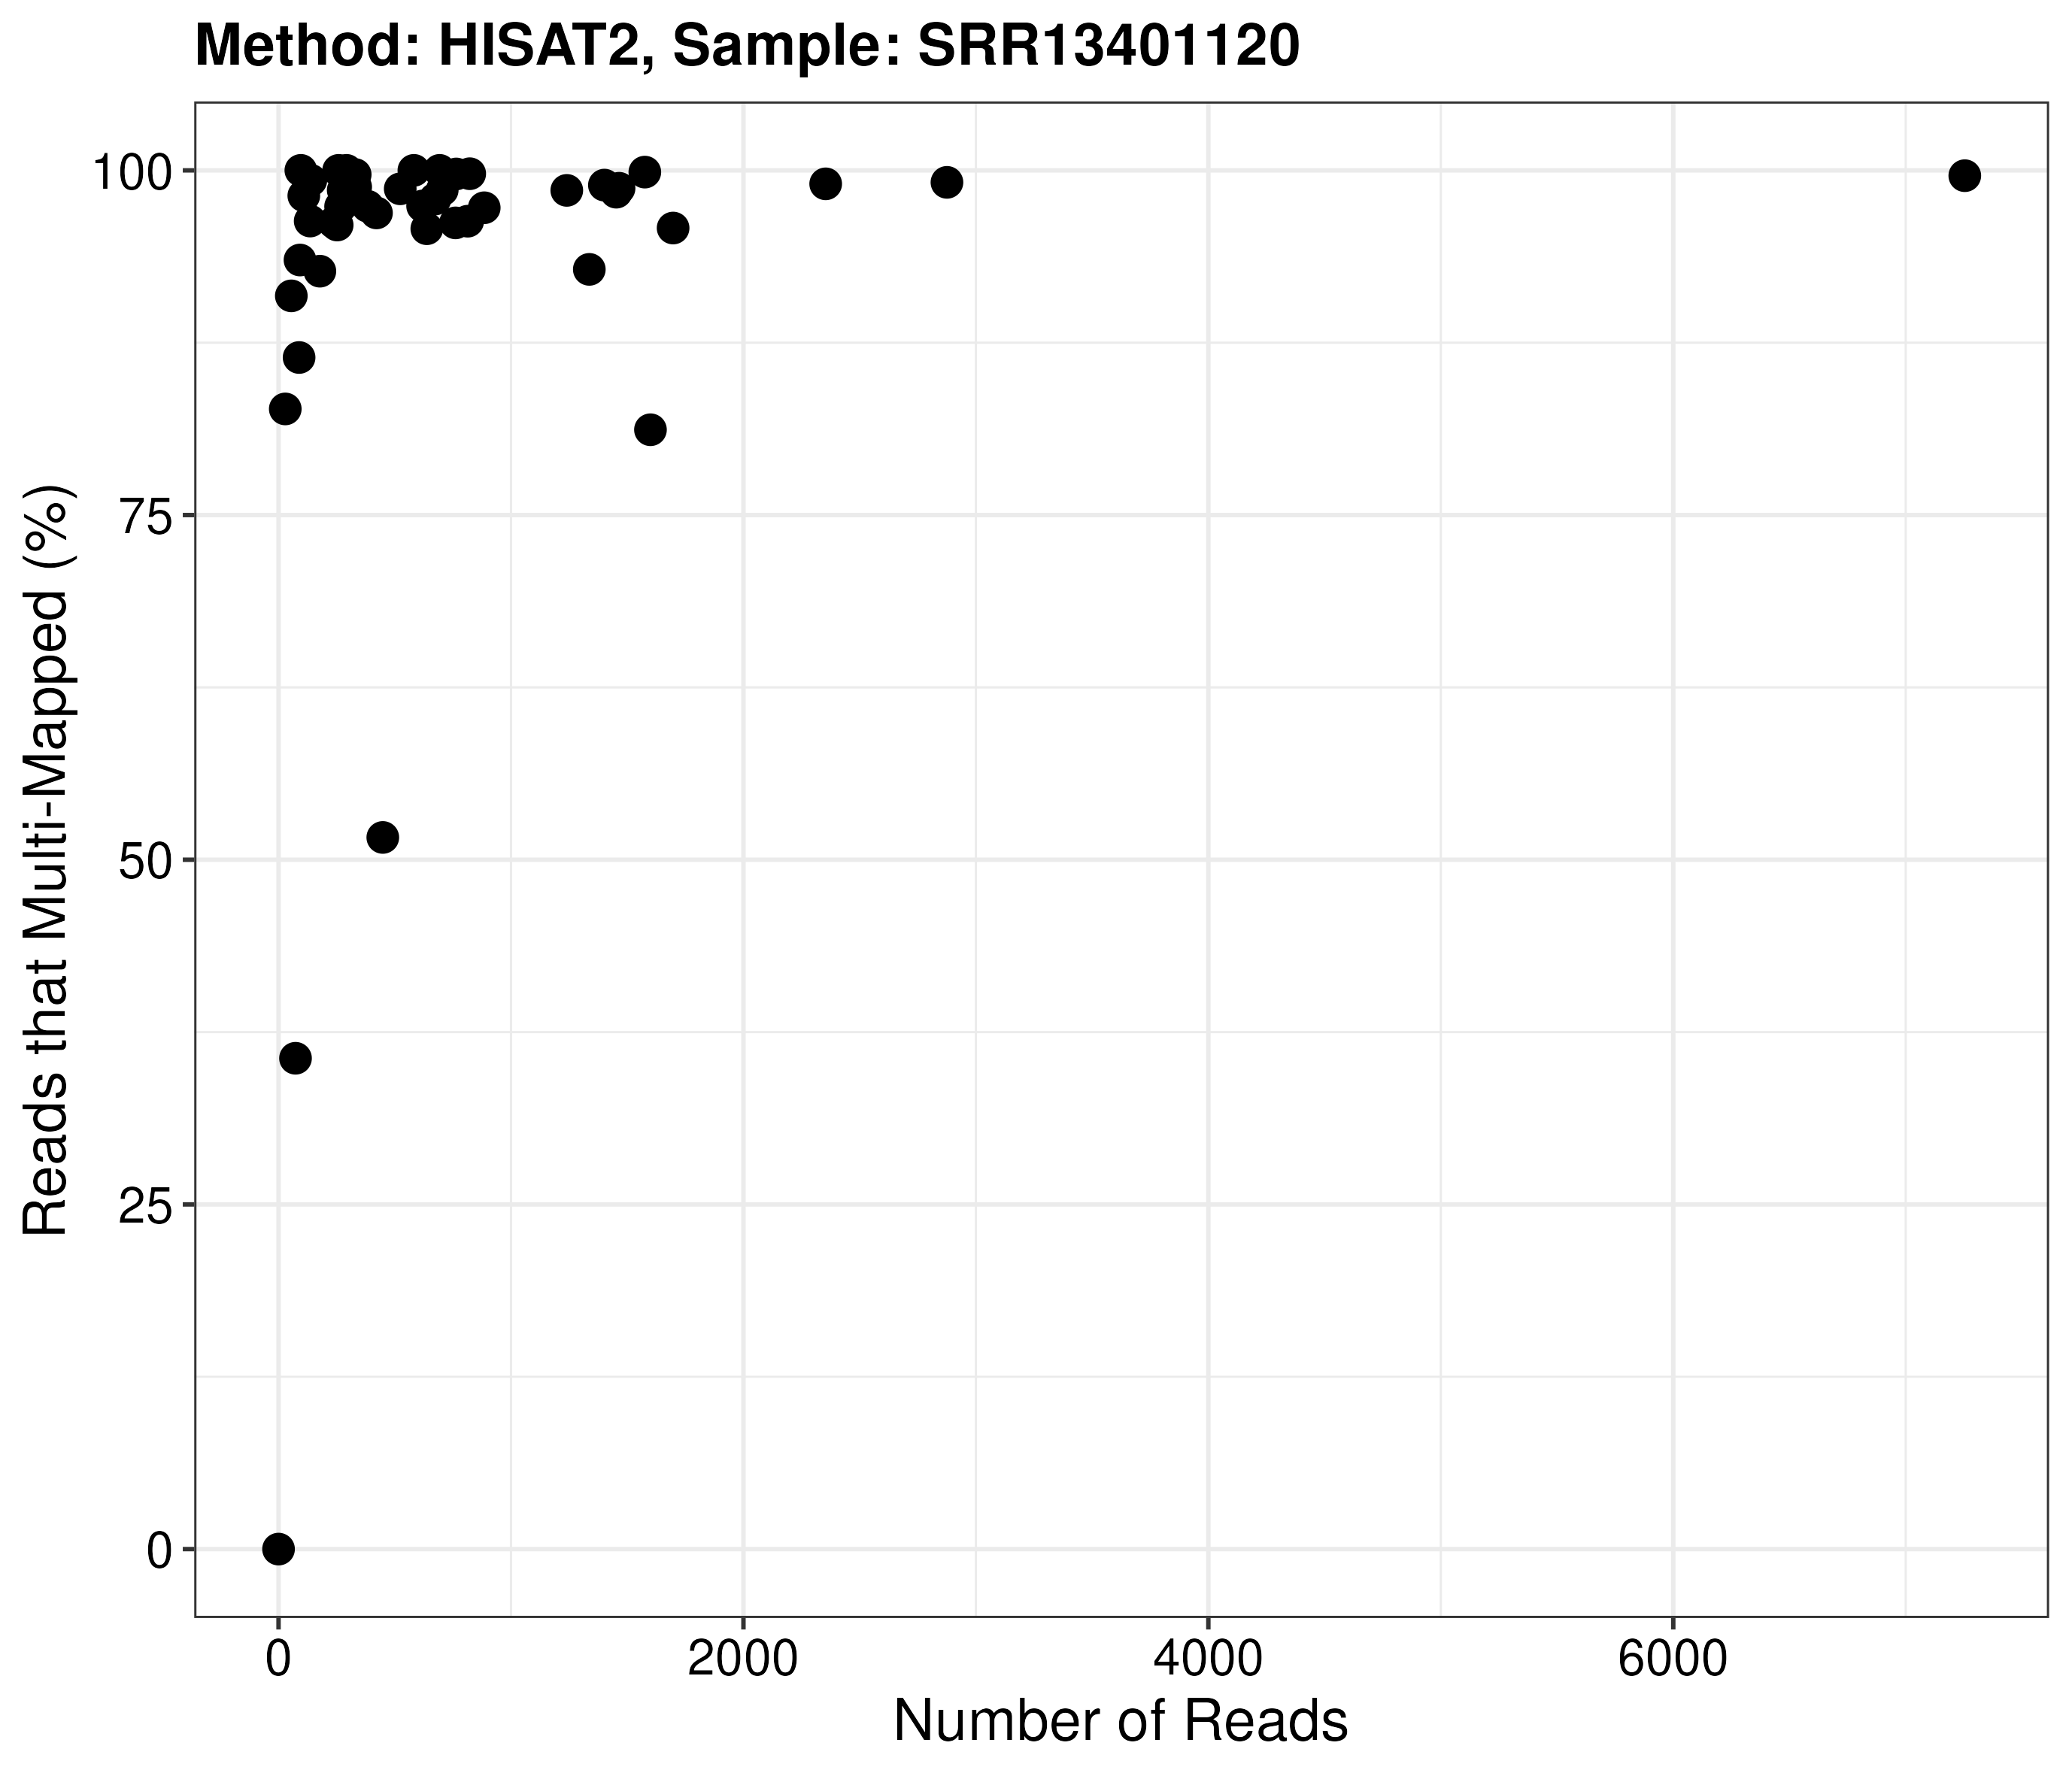 Method: HISAT2, Sample: SRR13401120
Reads that Multi-Mapped (%)
100
75
50
25
0
0 2000 4000 6000
Number of Reads